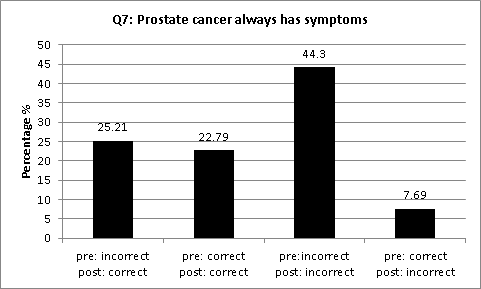 Q7: Prostate cancer always has symptoms
Percentage %
50
45
40
35
30
25
20
15
10
5
0
25.21
22.79
44.3
7.69
pre: incorrect
post: correct
pre: correct
post: correct
pre:incorrect
post: incorrect
pre: correct
post: incorrect